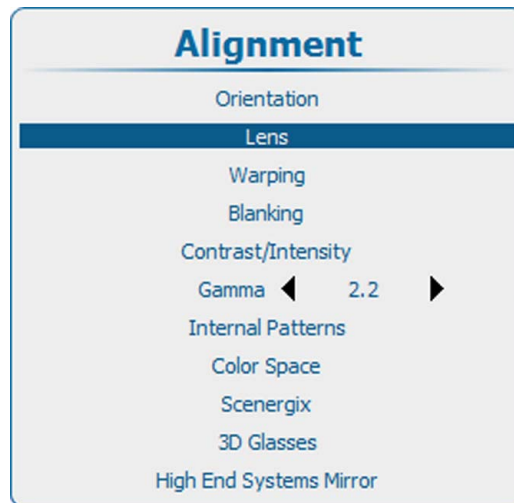 Alignment
Orientation
Lens
Warping
Blanking
Contrast/Intensity
Gamma 2.2
Internal Patterns
Color Space
Scenergix
3D Glasses
High End Systems Mirror